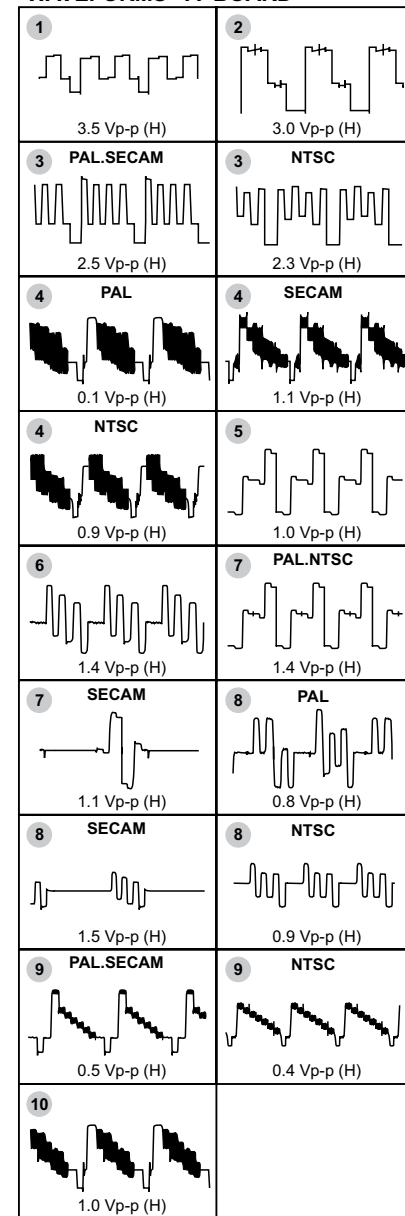 1
2
3.5 Vp-p (H)
3.0 Vp-p (H)
3 PAL.SECAM
3 NTSC
2.5 Vp-p (H)
2.3 Vp-p (H)
4 PAL
4 SECAM
0.1 Vp-p (H)
1.1 Vp-p (H)
4 NTSC
5
0.9 Vp-p (H)
1.0 Vp-p (H)
6
7 PAL.NTSC
1.4 Vp-p (H)
1.4 Vp-p (H)
7 SECAM
8 PAL
1.1 Vp-p (H)
0.8 Vp-p (H)
8 SECAM
8 NTSC
1.5 Vp-p (H)
0.9 Vp-p (H)
9 PAL.SECAM
9 NTSC
0.5 Vp-p (H)
0.4 Vp-p (H)
10
1.0 Vp-p (H)